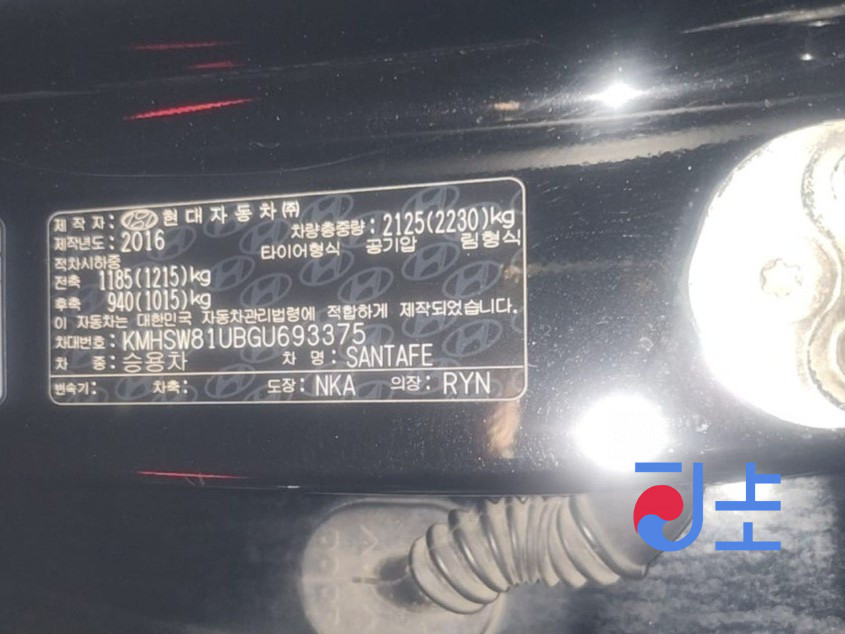 제작자: 현대자동차㈜
제작년도: 2016 차량총중량: 2125(2230)kg
타이어형식 공기압 림형식
적차시하중
전축 1185(1215)kg
후축 940(1015)kg
이 자동차는 대한민국 자동차관리법령에 적합하게 제작되었습니다.
차대번호: KMHSW81UBGU693375
차 종: 승용차 차 명: SANTAFE
변속기: 차축: 도장: NKA 의장: RYN